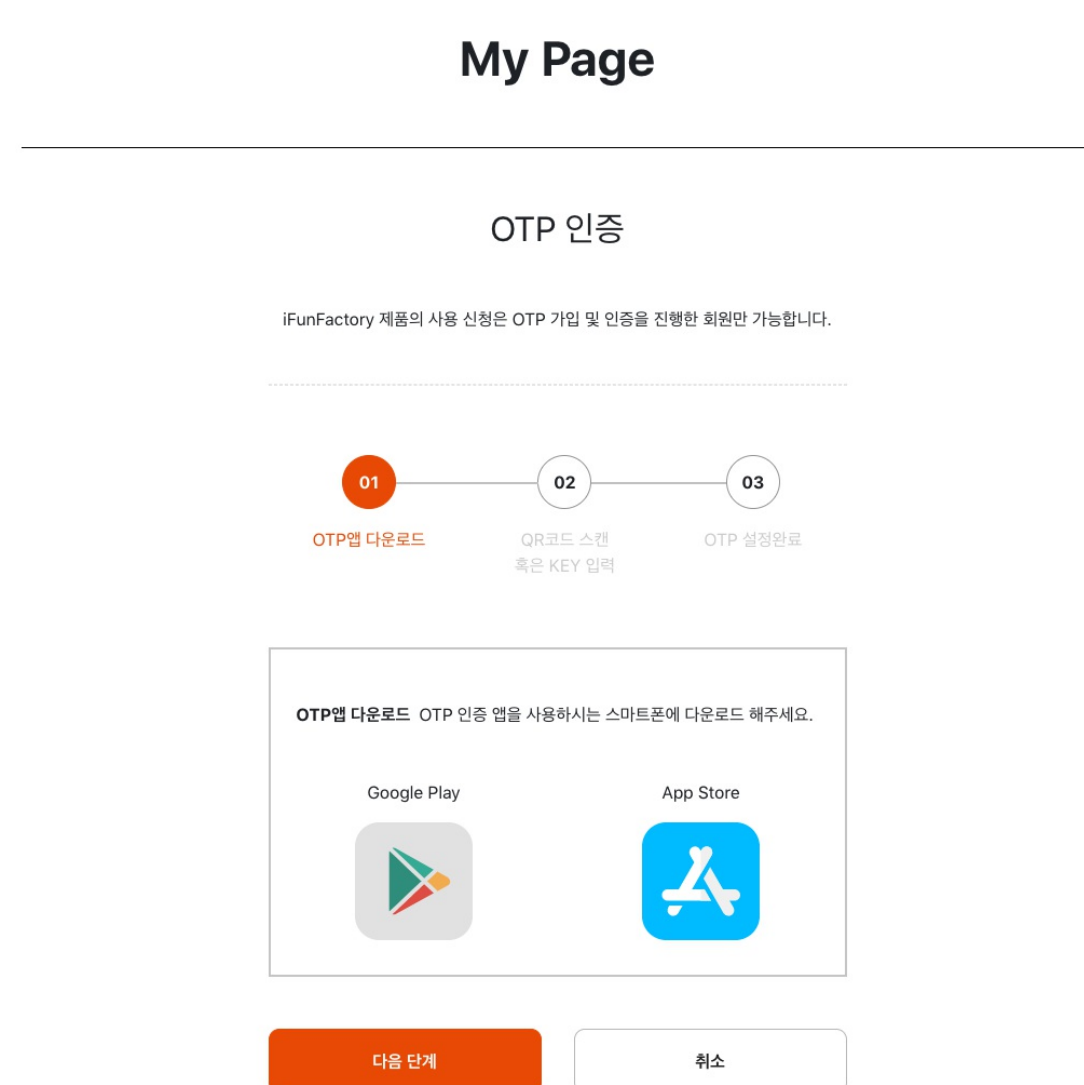 My Page
OTP 인증
iFunFactory 제품의 사용 신청은 OTP 가입 및 인증을 진행한 회원만 가능합니다.
01
02
03
OTP앱 다운로드
QR코드 스캔
혹은 KEY 입력
OTP 설정완료
OTP앱 다운로드 OTP 인증 앱을 사용하시는 스마트폰에 다운로드 해주세요.
Google Play
App Store
다음 단계
취소